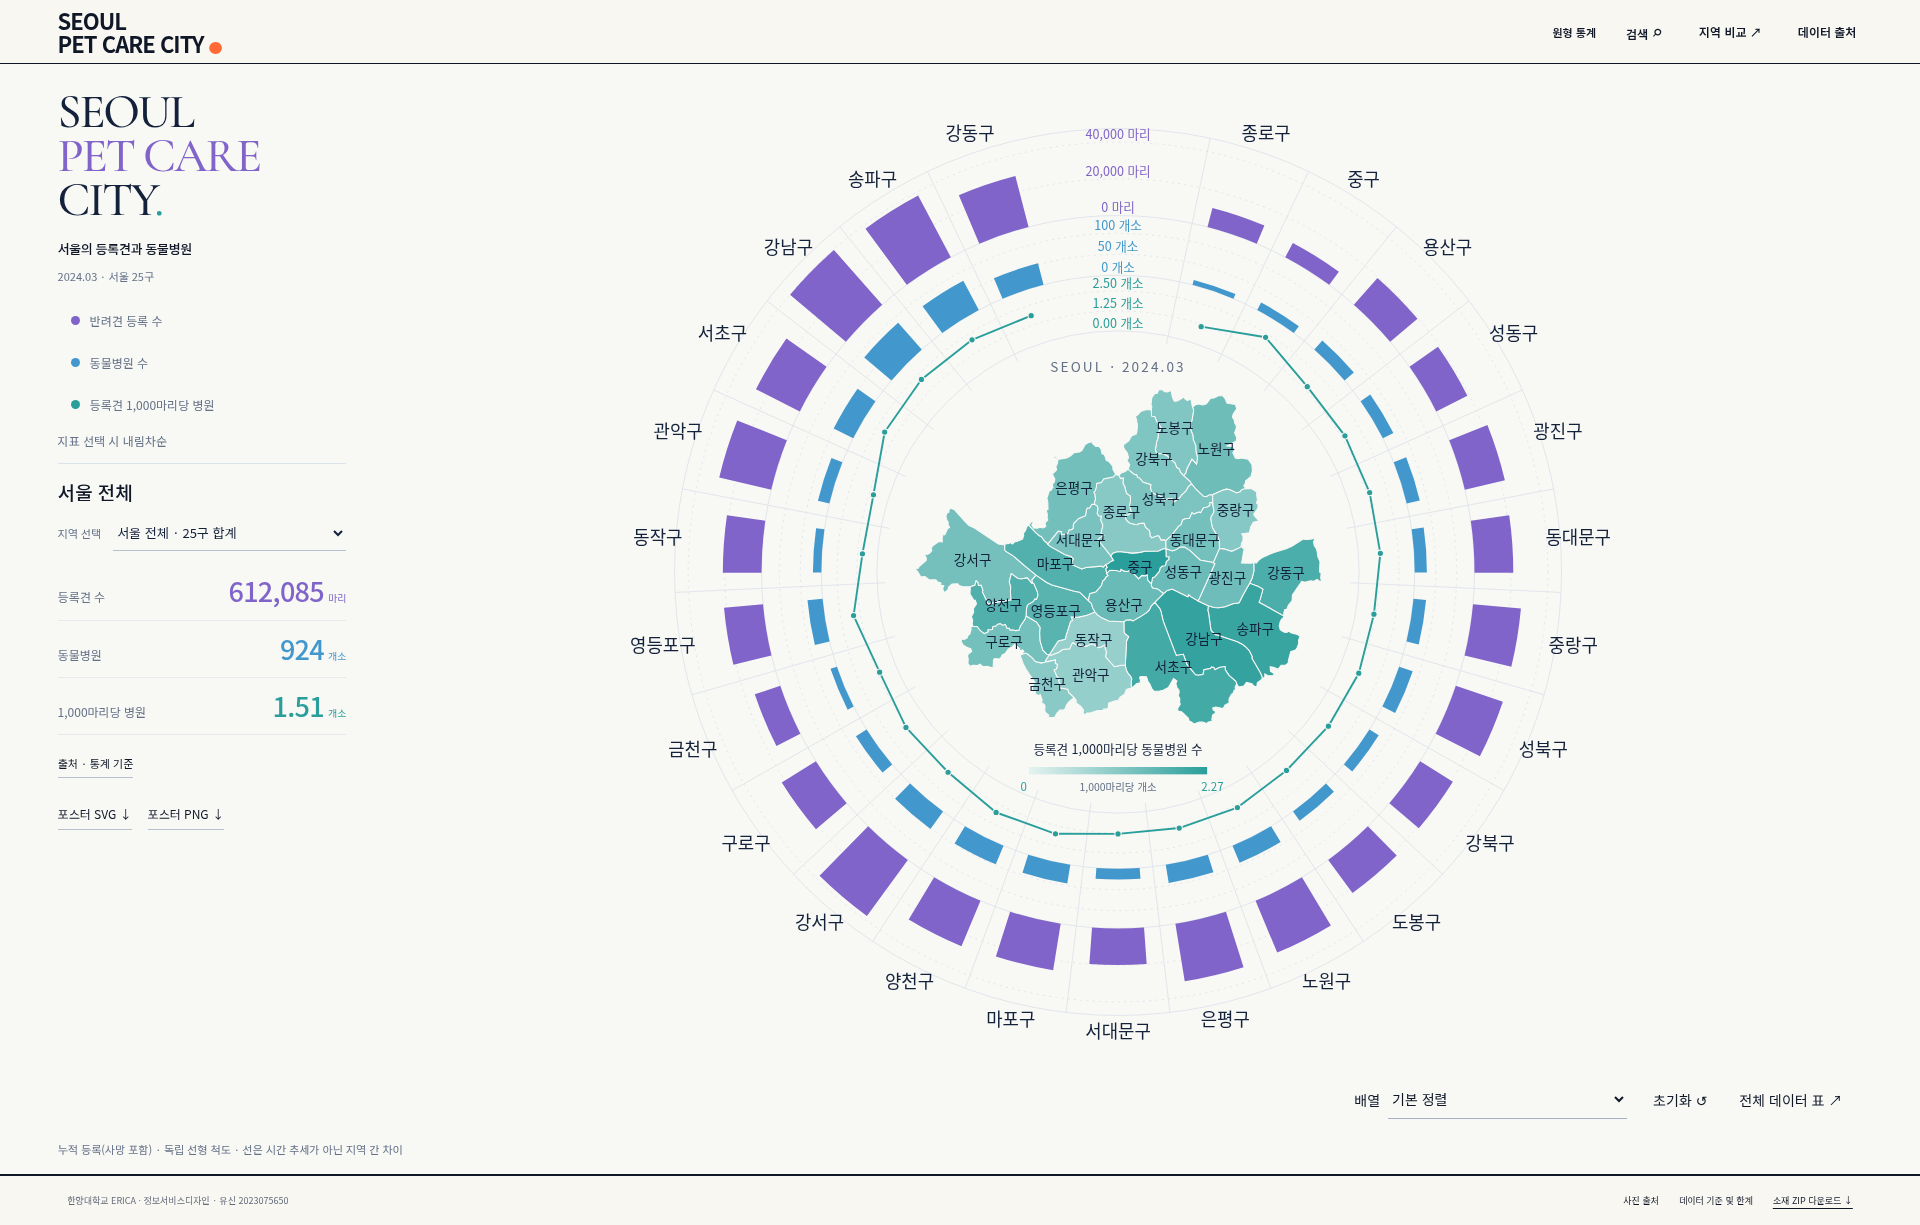 SEOUL
PET CARE CITY
원형 통계
검색
지역 비교 ↗
데이터 출처
SEOUL
PET CARE
CITY.
서울의 등록견과 동물병원
2024.03 · 서울 25구
반려견 등록 수
동물병원 수
등록견 1,000마리당 병원
지표 선택 시 내림차순
서울 전체
지역 선택
서울 전체 · 25구 합계
등록견 수
612,085 마리
동물병원
924 개소
1,000마리당 병원
1.51 개소
출처 · 통계 기준
포스터 SVG ↓
포스터 PNG ↓
40,000 마리
20,000 마리
0 마리
100 개소
50 개소
0 개소
2.50 개소
1.25 개소
0.00 개소
종로구
중구
용산구
성동구
광진구
동대문구
중랑구
성북구
강북구
도봉구
노원구
은평구
서대문구
마포구
양천구
강서구
구로구
금천구
영등포구
동작구
관악구
서초구
강남구
송파구
강동구
SEOUL · 2024.03
도봉구
노원구
강북구
은평구
성북구
종로구
중랑구
서대문구
동대문구
강서구
마포구
중구
성동구
광진구
강동구
양천구
영등포구
용산구
송파구
구로구
동작구
강남구
서초구
관악구
금천구
등록견 1,000마리당 동물병원 수
0
1,000마리당 개소
2.27
배열
기본 정렬
초기화 ↺
전체 데이터 표 ↗
누적 등록(사망 포함) · 독립 선형 척도 · 선은 시간 추세가 아닌 지역 간 차이
한양대학교 ERICA · 정보서비스디자인 · 유신 2023075650
사진 출처
데이터 기준 및 한계
소재 ZIP 다운로드 ↓